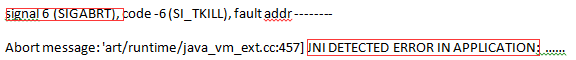 signal 6 (SIGABRT), code -6 (SI_TKILL), fault addr --------
Abort message: 'art/runtime/java_vm_ext.cc:457] JNI DETECTED ERROR IN APPLICATION: ......